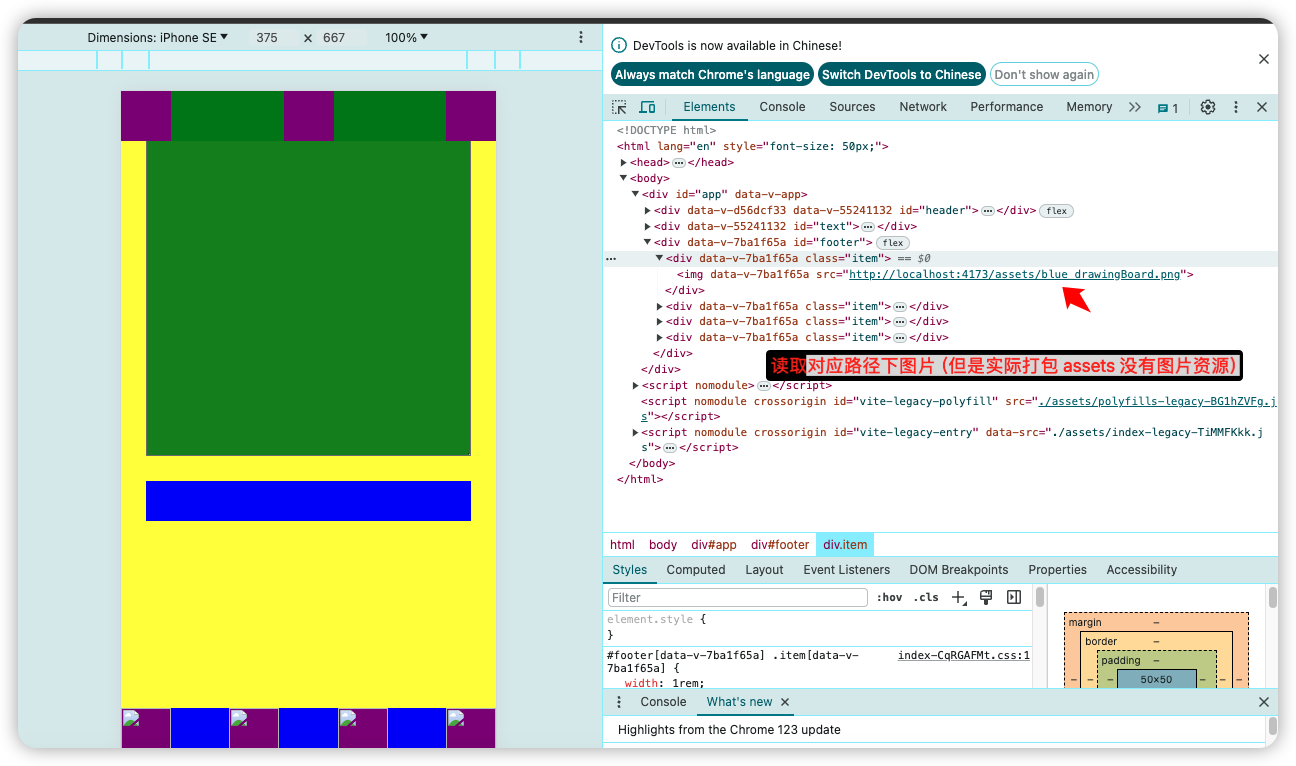 Dimensions: iPhone SE ▼ 375 x 667 100% ▼
DevTools is now available in Chinese!
Always match Chrome's language Switch DevTools to Chinese Don't show again
Elements Console Sources Network Performance Memory 1
<!DOCTYPE html>
<html lang="en" style="font-size: 50px;">
<head>…</head>
<body>
<div id="app" data-v-app>
<div data-v-d56dcf33 data-v-55241132 id="header">…</div> flex
<div data-v-55241132 id="text">…</div>
<div data-v-7ba1f65a id="footer"> flex
<div data-v-7ba1f65a class="item"> == $0
<img data-v-7ba1f65a src="http://localhost:4173/assets/blue_drawingBoard.png">
</div>
<div data-v-7ba1f65a class="item">…</div>
<div data-v-7ba1f65a class="item">…</div>
<div data-v-7ba1f65a class="item">…</div>
</div>
读取对应路径下图片（但是实际打包 assets 没有图片资源）
</div>
<script nomodule>…</script>
<script nomodule crossorigin id="vite-legacy-polyfill" src="./assets/polyfills-legacy-BG1hZVFg.j
s"></script>
<script nomodule crossorigin id="vite-legacy-entry" data-src="./assets/index-legacy-TiMMFKkk.j
s">…</script>
</body>
</html>
html body div#app div#footer div.item
Styles Computed Layout Event Listeners DOM Breakpoints Properties Accessibility
Filter :hov .cls
element.style {
}
#footer[data-v-7ba1f65a] .item[data-v-
7ba1f65a] {
index-CqRGAFMt.css:1
width: 1rem;
margin –
border –
padding –
– – – 50×50 – – –
Console What's new
Highlights from the Chrome 123 update